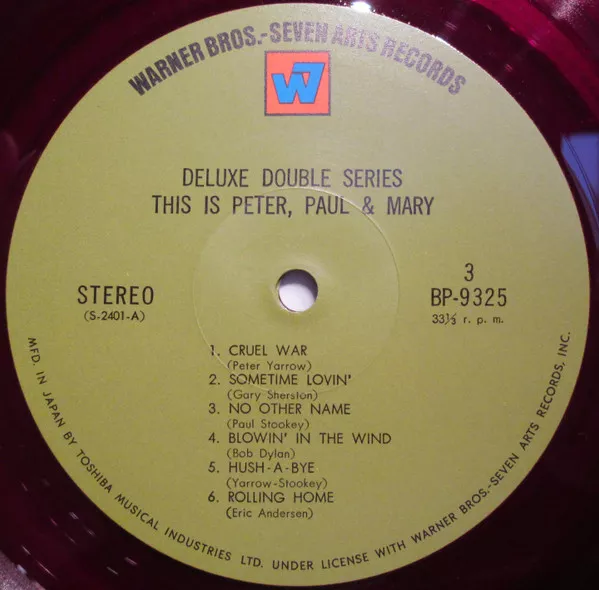 WARNER BROS.-SEVEN ARTS RECORDS
W7
DELUXE DOUBLE SERIES
THIS IS PETER, PAUL & MARY
STEREO
(S-2401-A)
3
BP-9325
33⅓ r. p. m.
1. CRUEL WAR
(Peter Yarrow)
2. SOMETIME LOVIN'
(Gary Sherston)
3. NO OTHER NAME
(Paul Stookey)
4. BLOWIN' IN THE WIND
(Bob Dylan)
5. HUSH-A-BYE
(Yarrow-Stookey)
6. ROLLING HOME
(Eric Andersen)
MFD. IN JAPAN BY TOSHIBA MUSICAL INDUSTRIES LTD. UNDER LICENSE WITH WARNER BROS.-SEVEN ARTS RECORDS, INC.